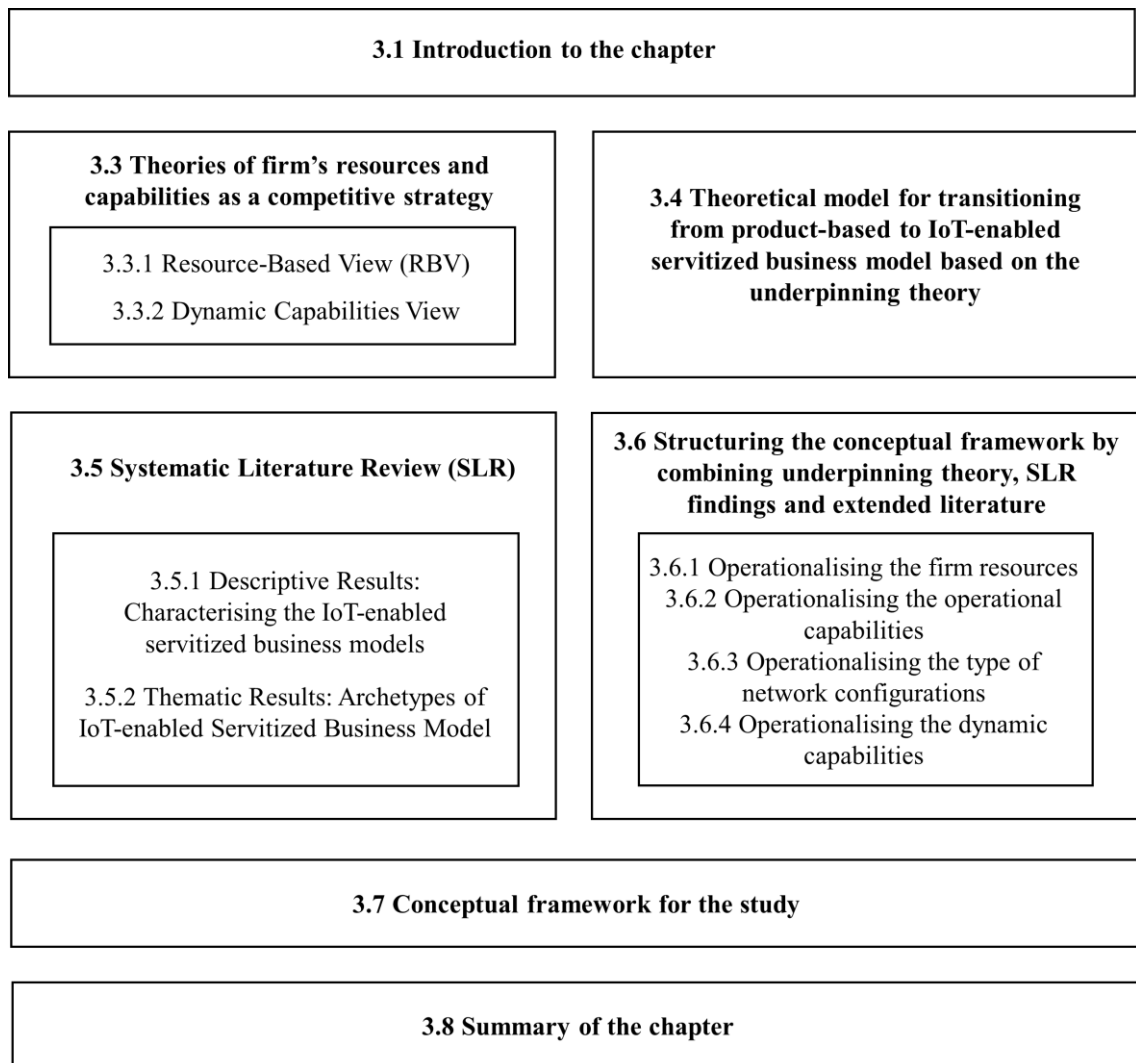 3.1 Introduction to the chapter
3.3 Theories of firm’s resources and
capabilities as a competitive strategy
3.3.1 Resource-Based View (RBV)
3.3.2 Dynamic Capabilities View
3.4 Theoretical model for transitioning
from product-based to IoT-enabled
servitized business model based on the
underpinning theory
3.5 Systematic Literature Review (SLR)
3.5.1 Descriptive Results:
Characterising the IoT-enabled
servitized business models
3.5.2 Thematic Results: Archetypes of
IoT-enabled Servitized Business Model
3.6 Structuring the conceptual framework by
combining underpinning theory, SLR
findings and extended literature
3.6.1 Operationalising the firm resources
3.6.2 Operationalising the operational
capabilities
3.6.3 Operationalising the type of
network configurations
3.6.4 Operationalising the dynamic
capabilities
3.7 Conceptual framework for the study
3.8 Summary of the chapter